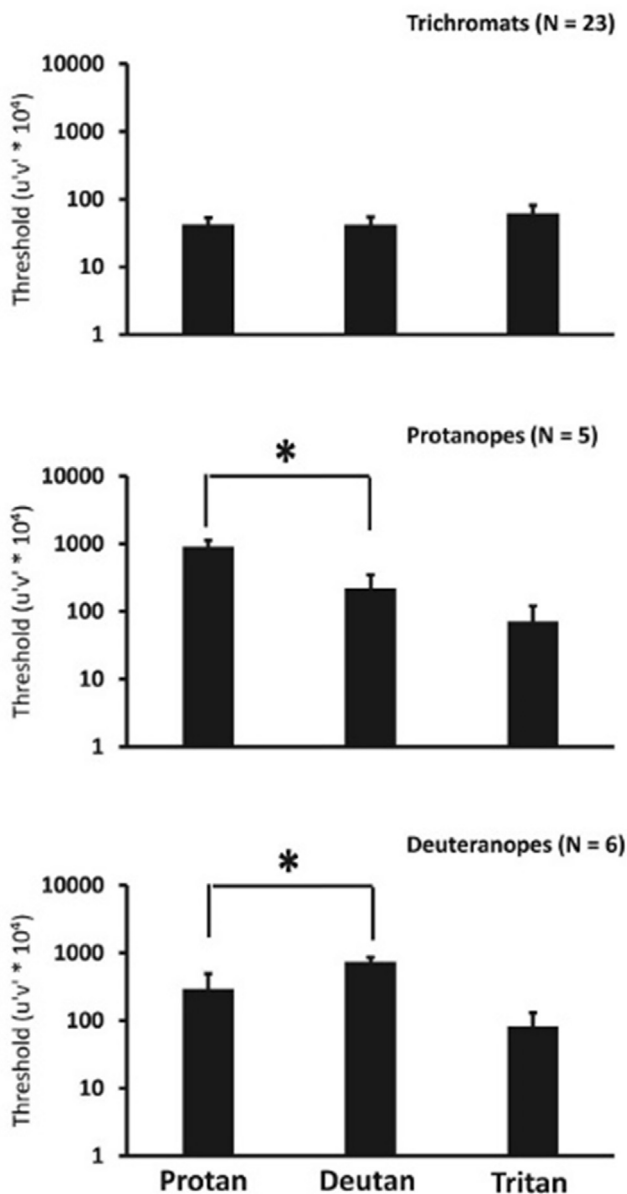 Trichromats (N = 23)
Threshold (u'v' * 10⁴)
10000
1000
100
10
1
Protanopes (N = 5)
*
Threshold (u'v' * 10⁴)
10000
1000
100
10
1
Deuteranopes (N = 6)
*
Threshold (u'v' * 10⁴)
10000
1000
100
10
1
Protan Deutan Tritan